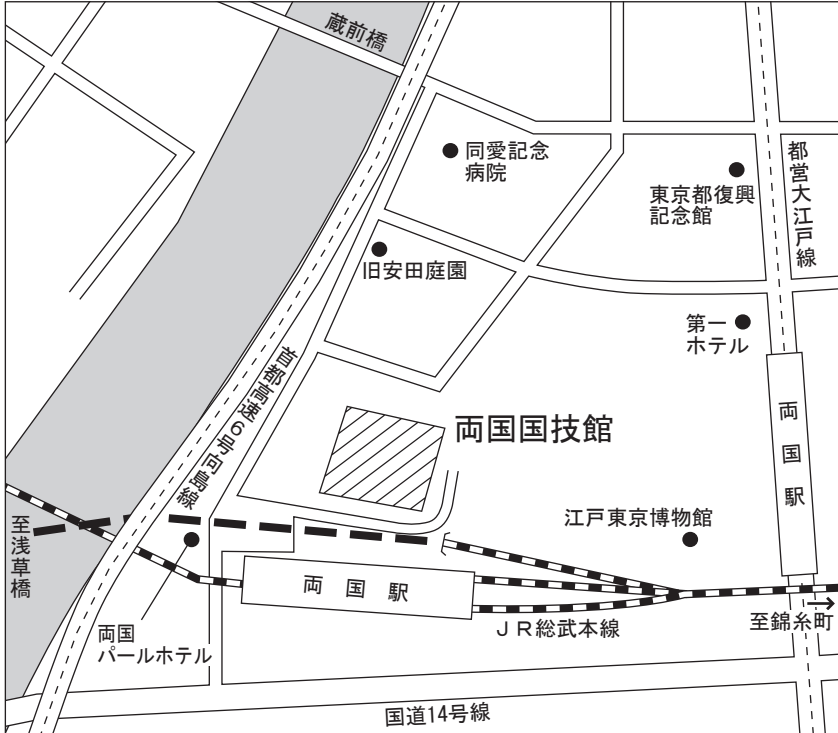 蔵前橋
同愛記念
病院
東京都復興
記念館
都営大江戸線
旧安田庭園
第一
ホテル
首都高速6号向島線
両国国技館
両国駅
江戸東京博物館
至浅草橋
両国駅
両国
パールホテル
JR総武本線
至錦糸町
国道14号線